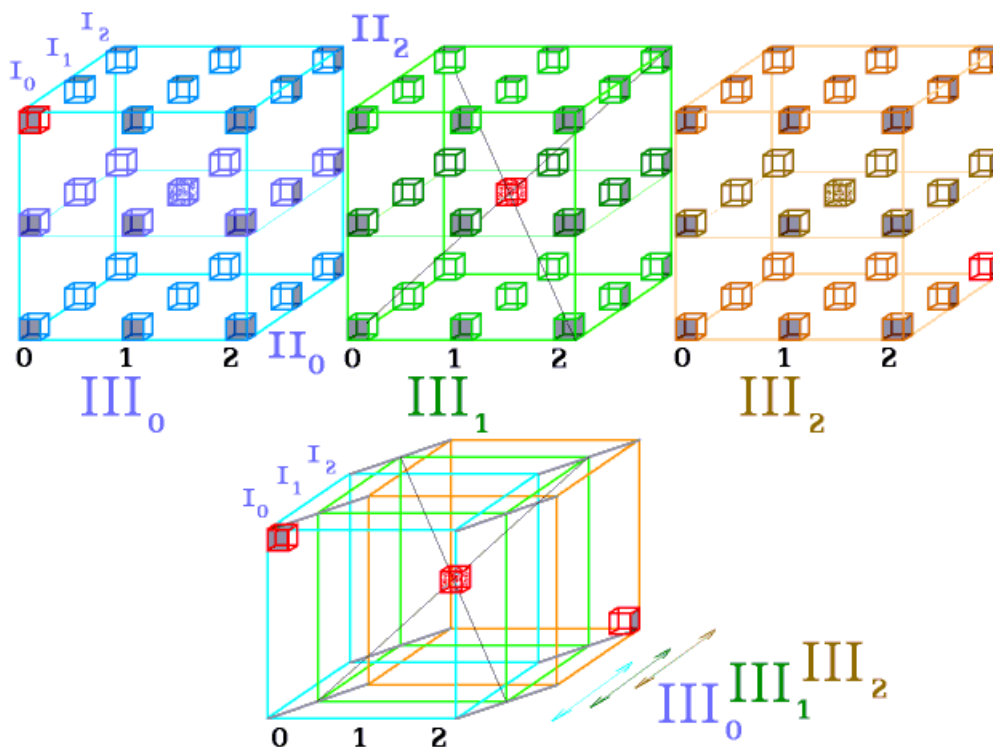 I₂ II₂
I₁
I₀
0 1 2 II₀ 0 1 2 0 1 2
III₀ III₁ III₂
I₂
I₁
I₀
III₂
III₁
III₀
0 1 2